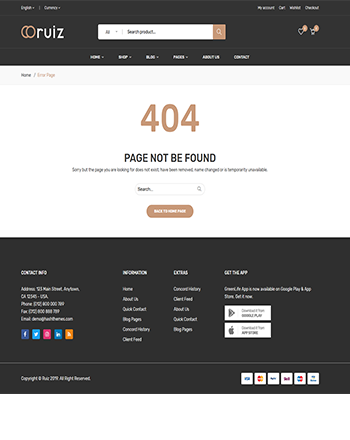 English Currency My account Cart Wishlist Checkout
ruiz All Search product...
HOME SHOP BLOG PAGES ABOUT US CONTACT
Home / Error Page
404
PAGE NOT BE FOUND
Sorry but the page you are looking for does not exist, have been removed, name changed or is temporarity unavailable.
Search...
BACK TO HOME PAGE
CONTACT INFO INFORMATION EXTRAS GET THE APP
Address: 123 Main Street, Anytown, Home Concord History GreenLife App is now available on Google Play & App
CA 12345 - USA. About Us Client Feed Store. Get it now.
Phone: (012) 800 000 789
Fax: (012) 800 888 789
Email: demo@hashthemes.com
Quick Contact About Us
Blog Pages Quick Contact
Concord History Blog Pages
Client Feed
Download it from
GOOGLE PLAY
Download it from
APP STORE
Copyright © Ruiz 2019. All Right Reserved.